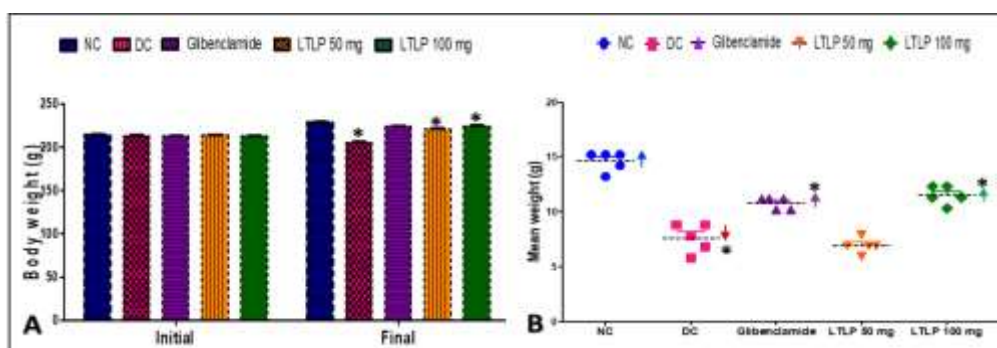 NC DC Glibenclamide LTLP 50 mg LTLP 100 mg
Body weight (g)
250
200
150
100
50
0
* * *
Initial Final
A
NC DC Glibenclamide LTLP 50 mg LTLP 100 mg
Mean weight (g)
20
15
10
5
0
* * *
NC DC Glibenclamide LTLP 50 mg LTLP 100 mg
B